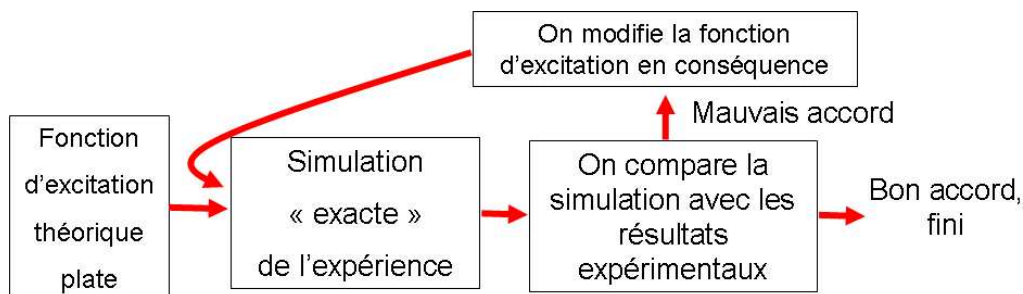 On modifie la fonction
d'excitation en conséquence
Mauvais accord
Fonction
d'excitation
théorique
plate
Simulation
« exacte »
de l'expérience
On compare la
simulation avec les
résultats
expérimentaux
Bon accord,
fini